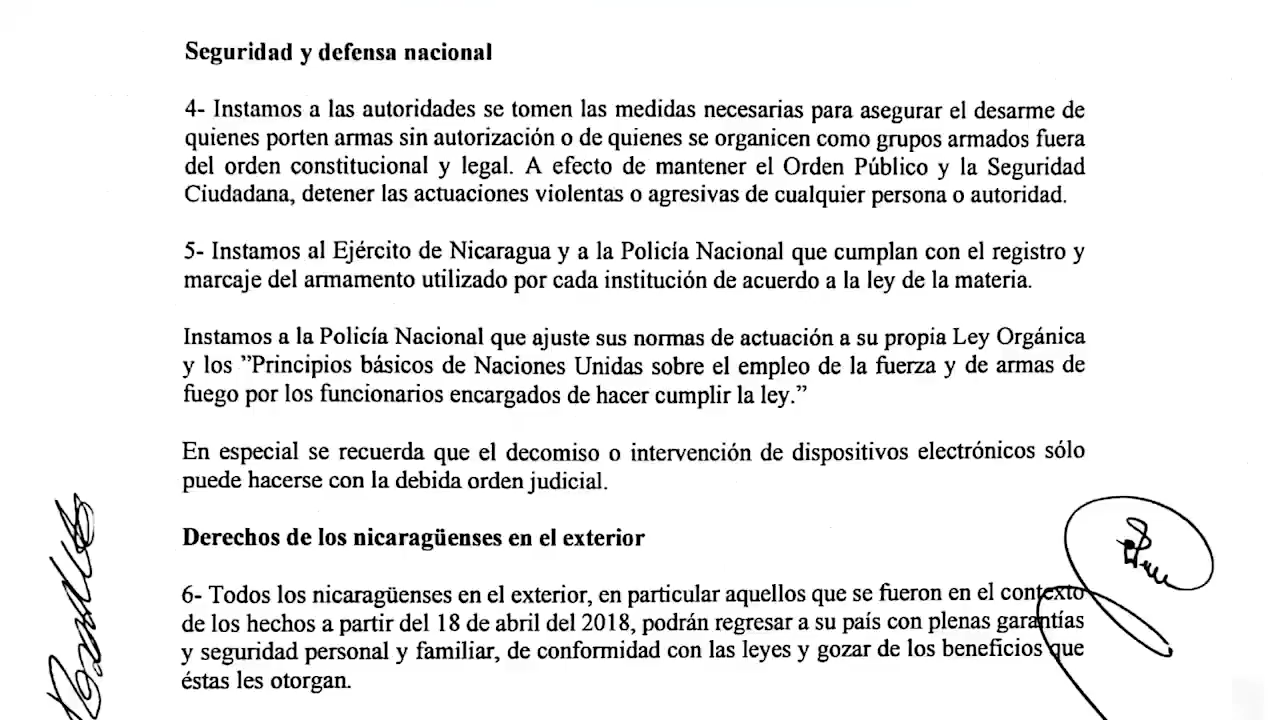 Seguridad y defensa nacional
4- Instamos a las autoridades se tomen las medidas necesarias para asegurar el desarme de
quienes porten armas sin autorización o de quienes se organicen como grupos armados fuera
del orden constitucional y legal. A efecto de mantener el Orden Público y la Seguridad
Ciudadana, detener las actuaciones violentas o agresivas de cualquier persona o autoridad.
5- Instamos al Ejército de Nicaragua y a la Policía Nacional que cumplan con el registro y
marcaje del armamento utilizado por cada institución de acuerdo a la ley de la materia.
Instamos a la Policía Nacional que ajuste sus normas de actuación a su propia Ley Orgánica
y los ”Principios básicos de Naciones Unidas sobre el empleo de la fuerza y de armas de
fuego por los funcionarios encargados de hacer cumplir la ley.”
En especial se recuerda que el decomiso o intervención de dispositivos electrónicos sólo
puede hacerse con la debida orden judicial.
Derechos de los nicaragüenses en el exterior
6- Todos los nicaragüenses en el exterior, en particular aquellos que se fueron en el contexto
de los hechos a partir del 18 de abril del 2018, podrán regresar a su país con plenas garantías
y seguridad personal y familiar, de conformidad con las leyes y gozar de los beneficios que
éstas les otorgan.